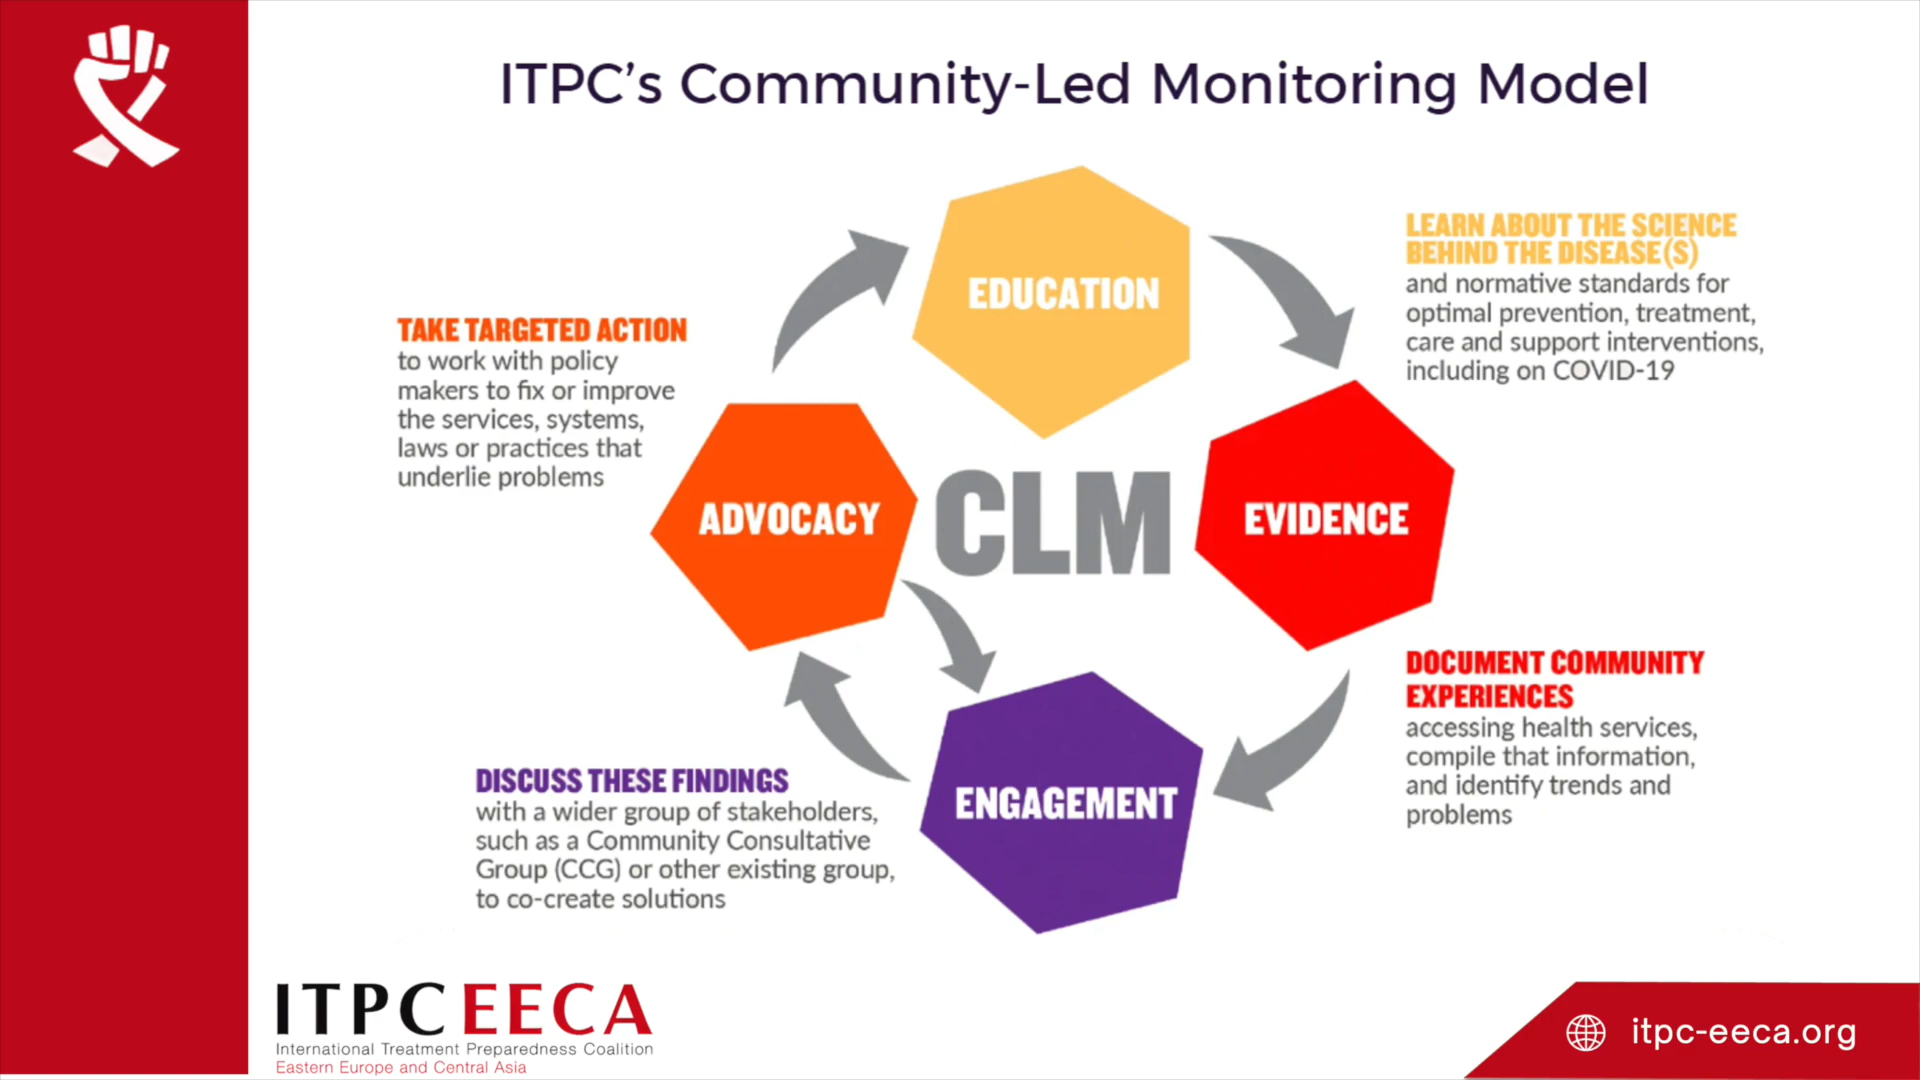 ITPC’s Community-Led Monitoring Model
EDUCATION
LEARN ABOUT THE SCIENCE
BEHIND THE DISEASE(S)
and normative standards for
optimal prevention, treatment,
care and support interventions,
including on COVID-19
TAKE TARGETED ACTION
to work with policy
makers to fix or improve
the services, systems,
laws or practices that
underlie problems
ADVOCACY
CLM
EVIDENCE
DOCUMENT COMMUNITY
EXPERIENCES
accessing health services,
compile that information,
and identify trends and
problems
DISCUSS THESE FINDINGS
with a wider group of stakeholders,
such as a Community Consultative
Group (CCG) or other existing group,
to co-create solutions
ENGAGEMENT
ITPCEECA
International Treatment Preparedness Coalition
Eastern Europe and Central Asia
itpc-eeca.org